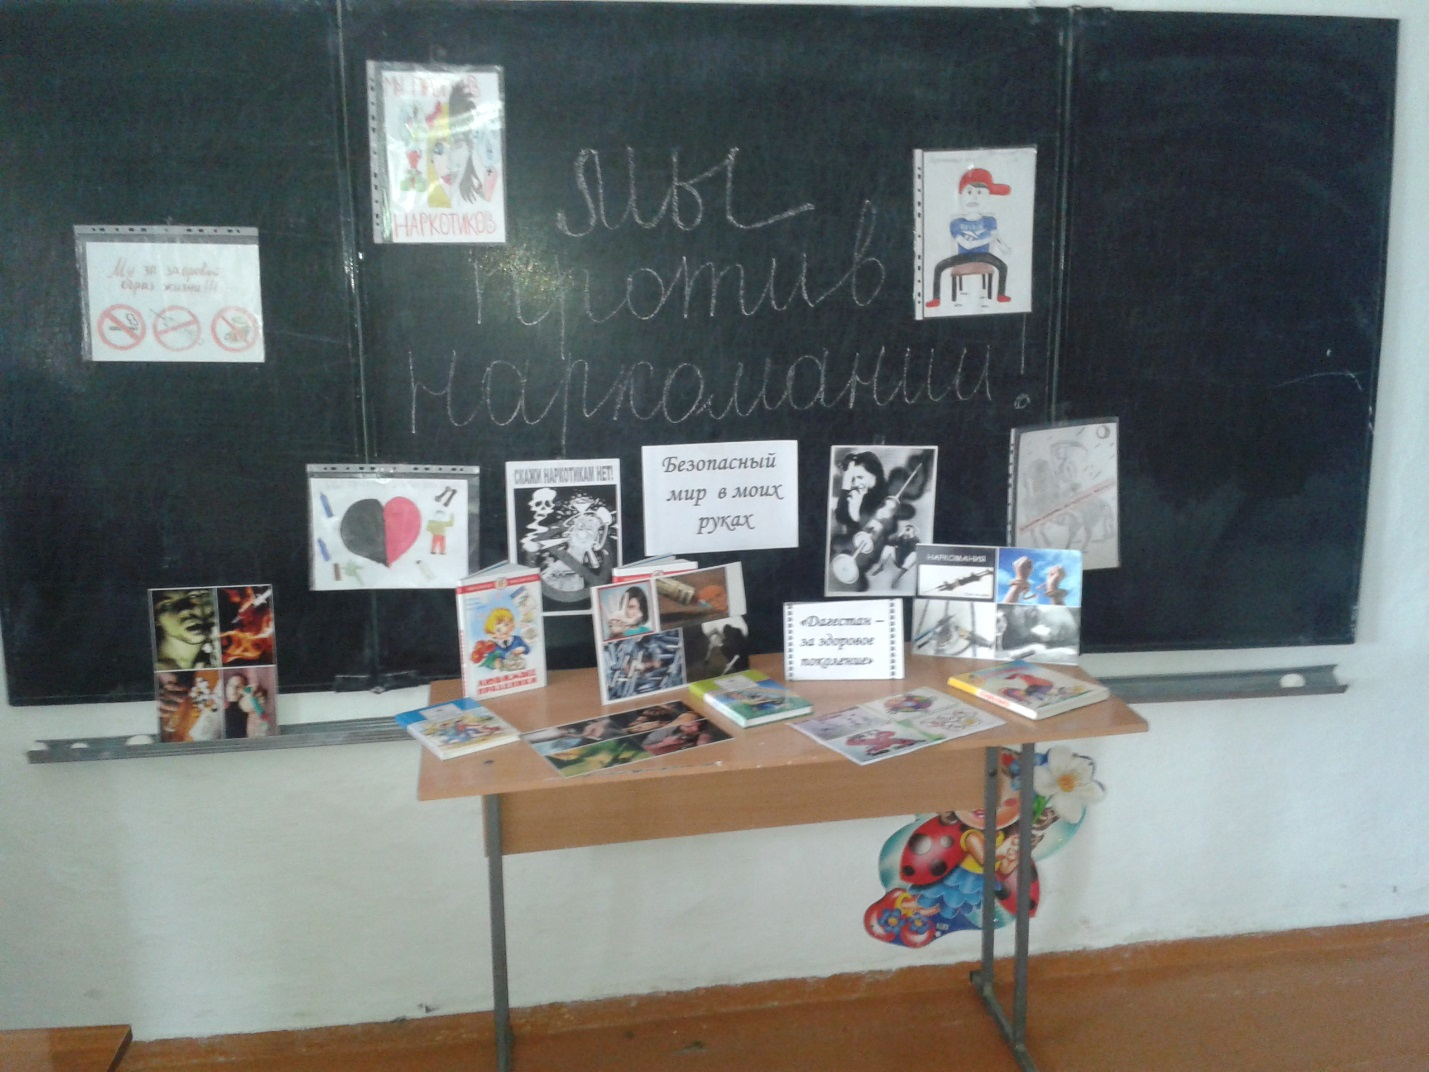 НАРКОТИКОВ
Мы
против
наркомании!
Мы за здоровый
образ жизни!!!
СКАЖИ НАРКОТИКАМ НЕТ!
Безопасный
мир в моих
руках
НАРКОМАНИЯ
«Дагестан –
за здоровое
поколение»